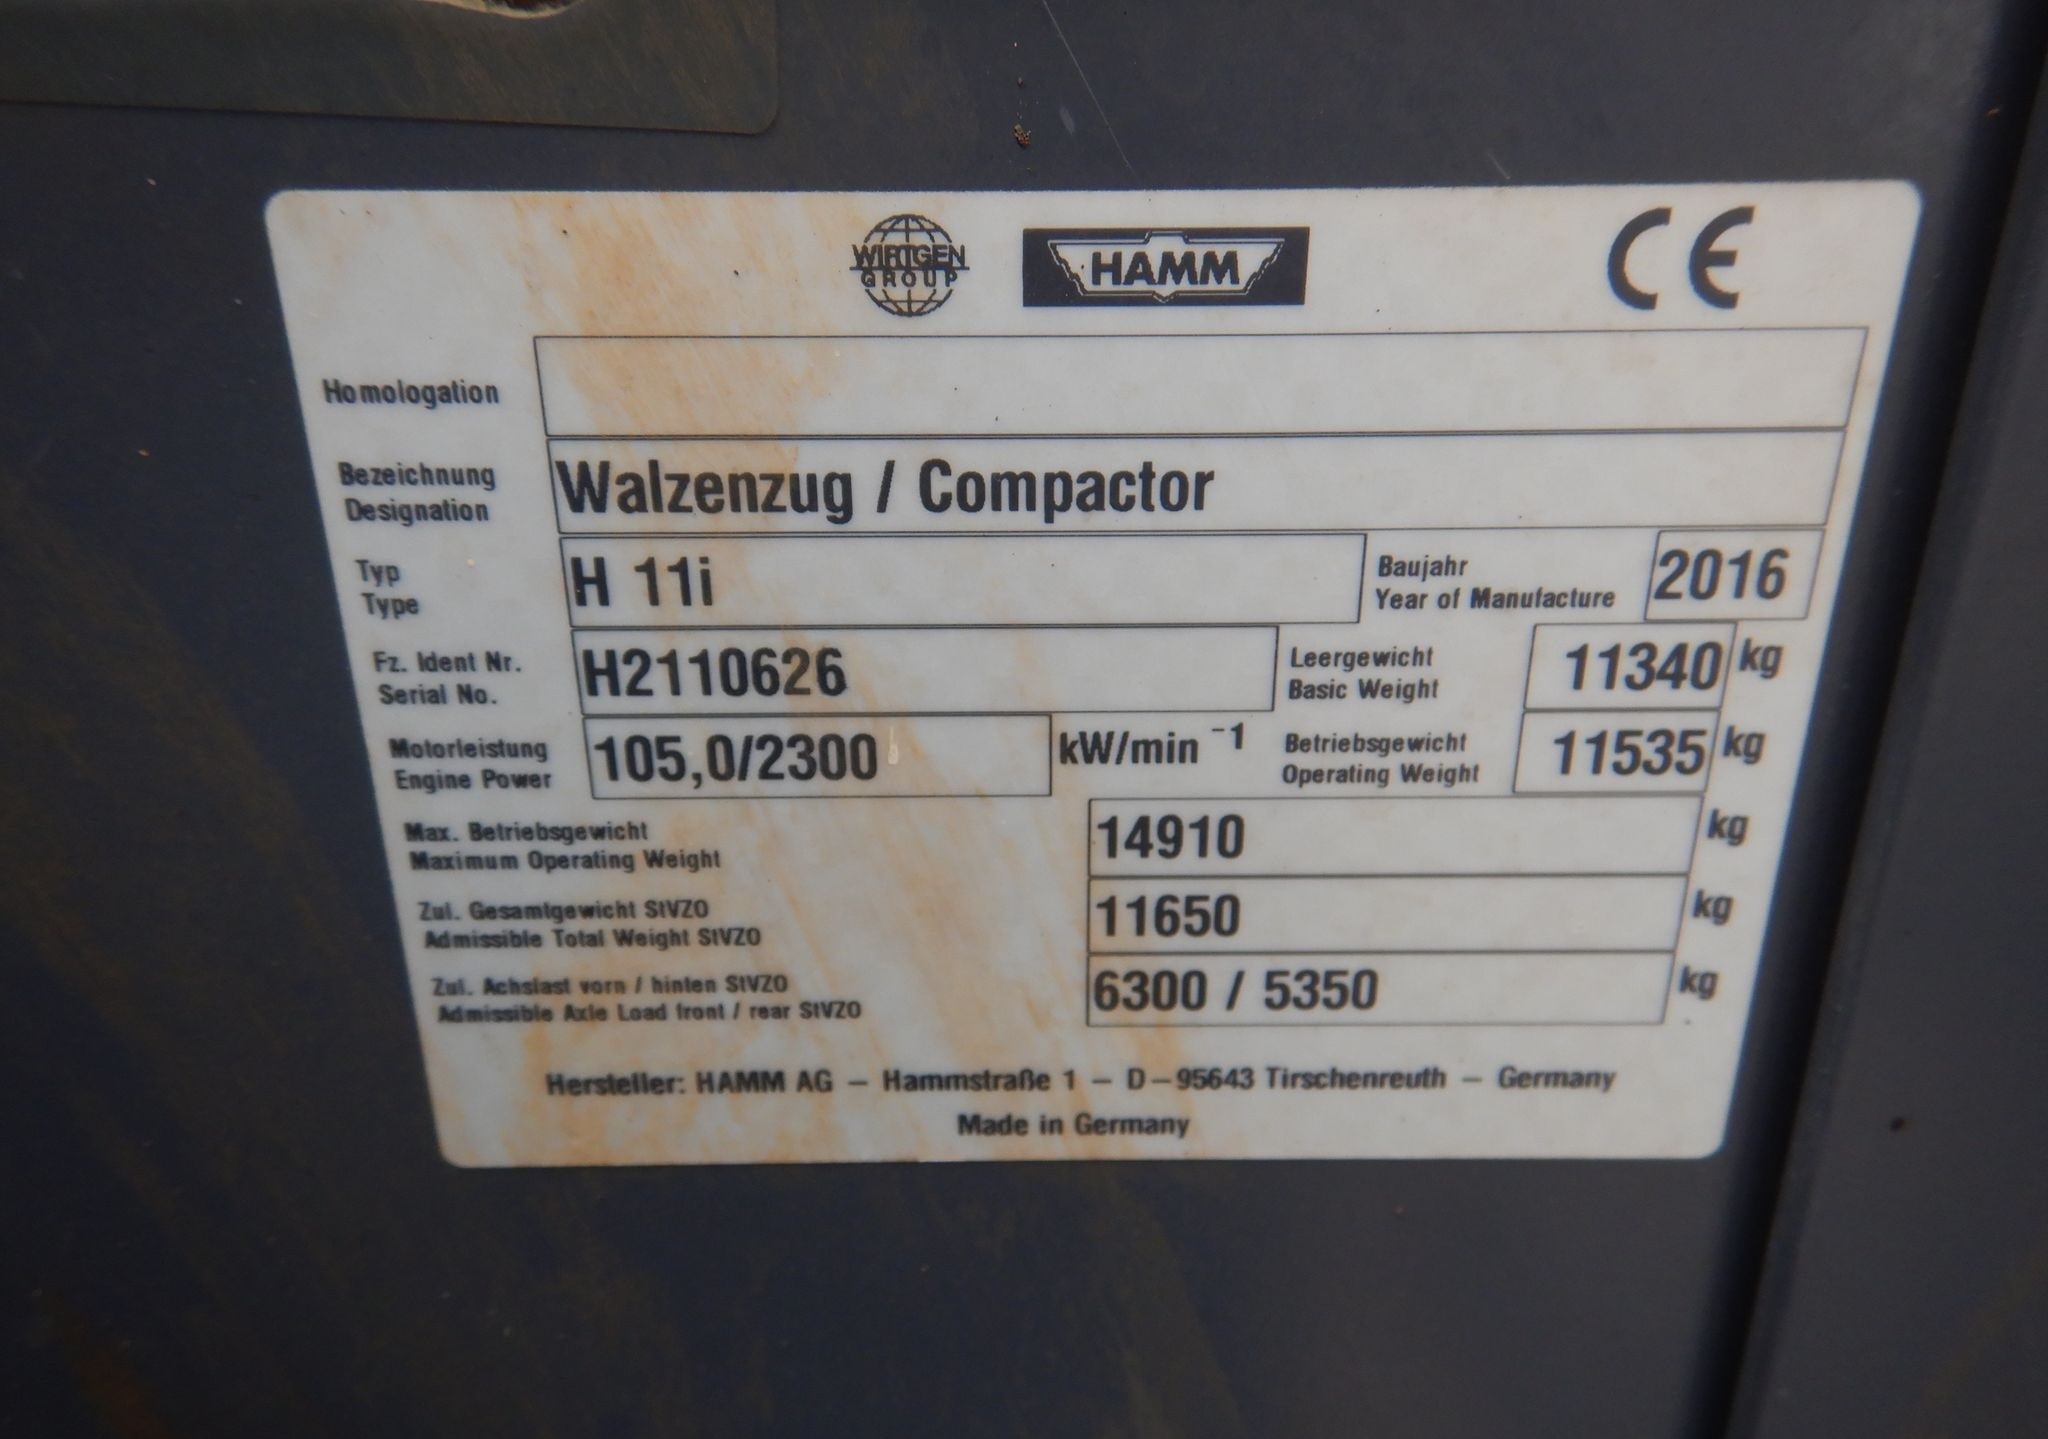 WIRTGEN
GROUP
HAMM
CE
Homologation
Bezeichnung
Designation
Walzenzug / Compactor
Typ
Type
H 11i
Baujahr
Year of Manufacture
2016
Fz. Ident Nr.
Serial No.
H2110626
Leergewicht
Basic Weight
11340 kg
Motorleistung
Engine Power
105,0/2300 kW/min ⁻¹
Betriebsgewicht
Operating Weight
11535 kg
Max. Betriebsgewicht
Maximum Operating Weight
14910 kg
Zul. Gesamtgewicht StVZO
Admissible Total Weight StVZO
11650 kg
Zul. Achslast vorn / hinten StVZO
Admissible Axle Load front / rear StVZO
6300 / 5350 kg
Hersteller: HAMM AG – Hammstraße 1 – D–95643 Tirschenreuth – Germany
Made in Germany